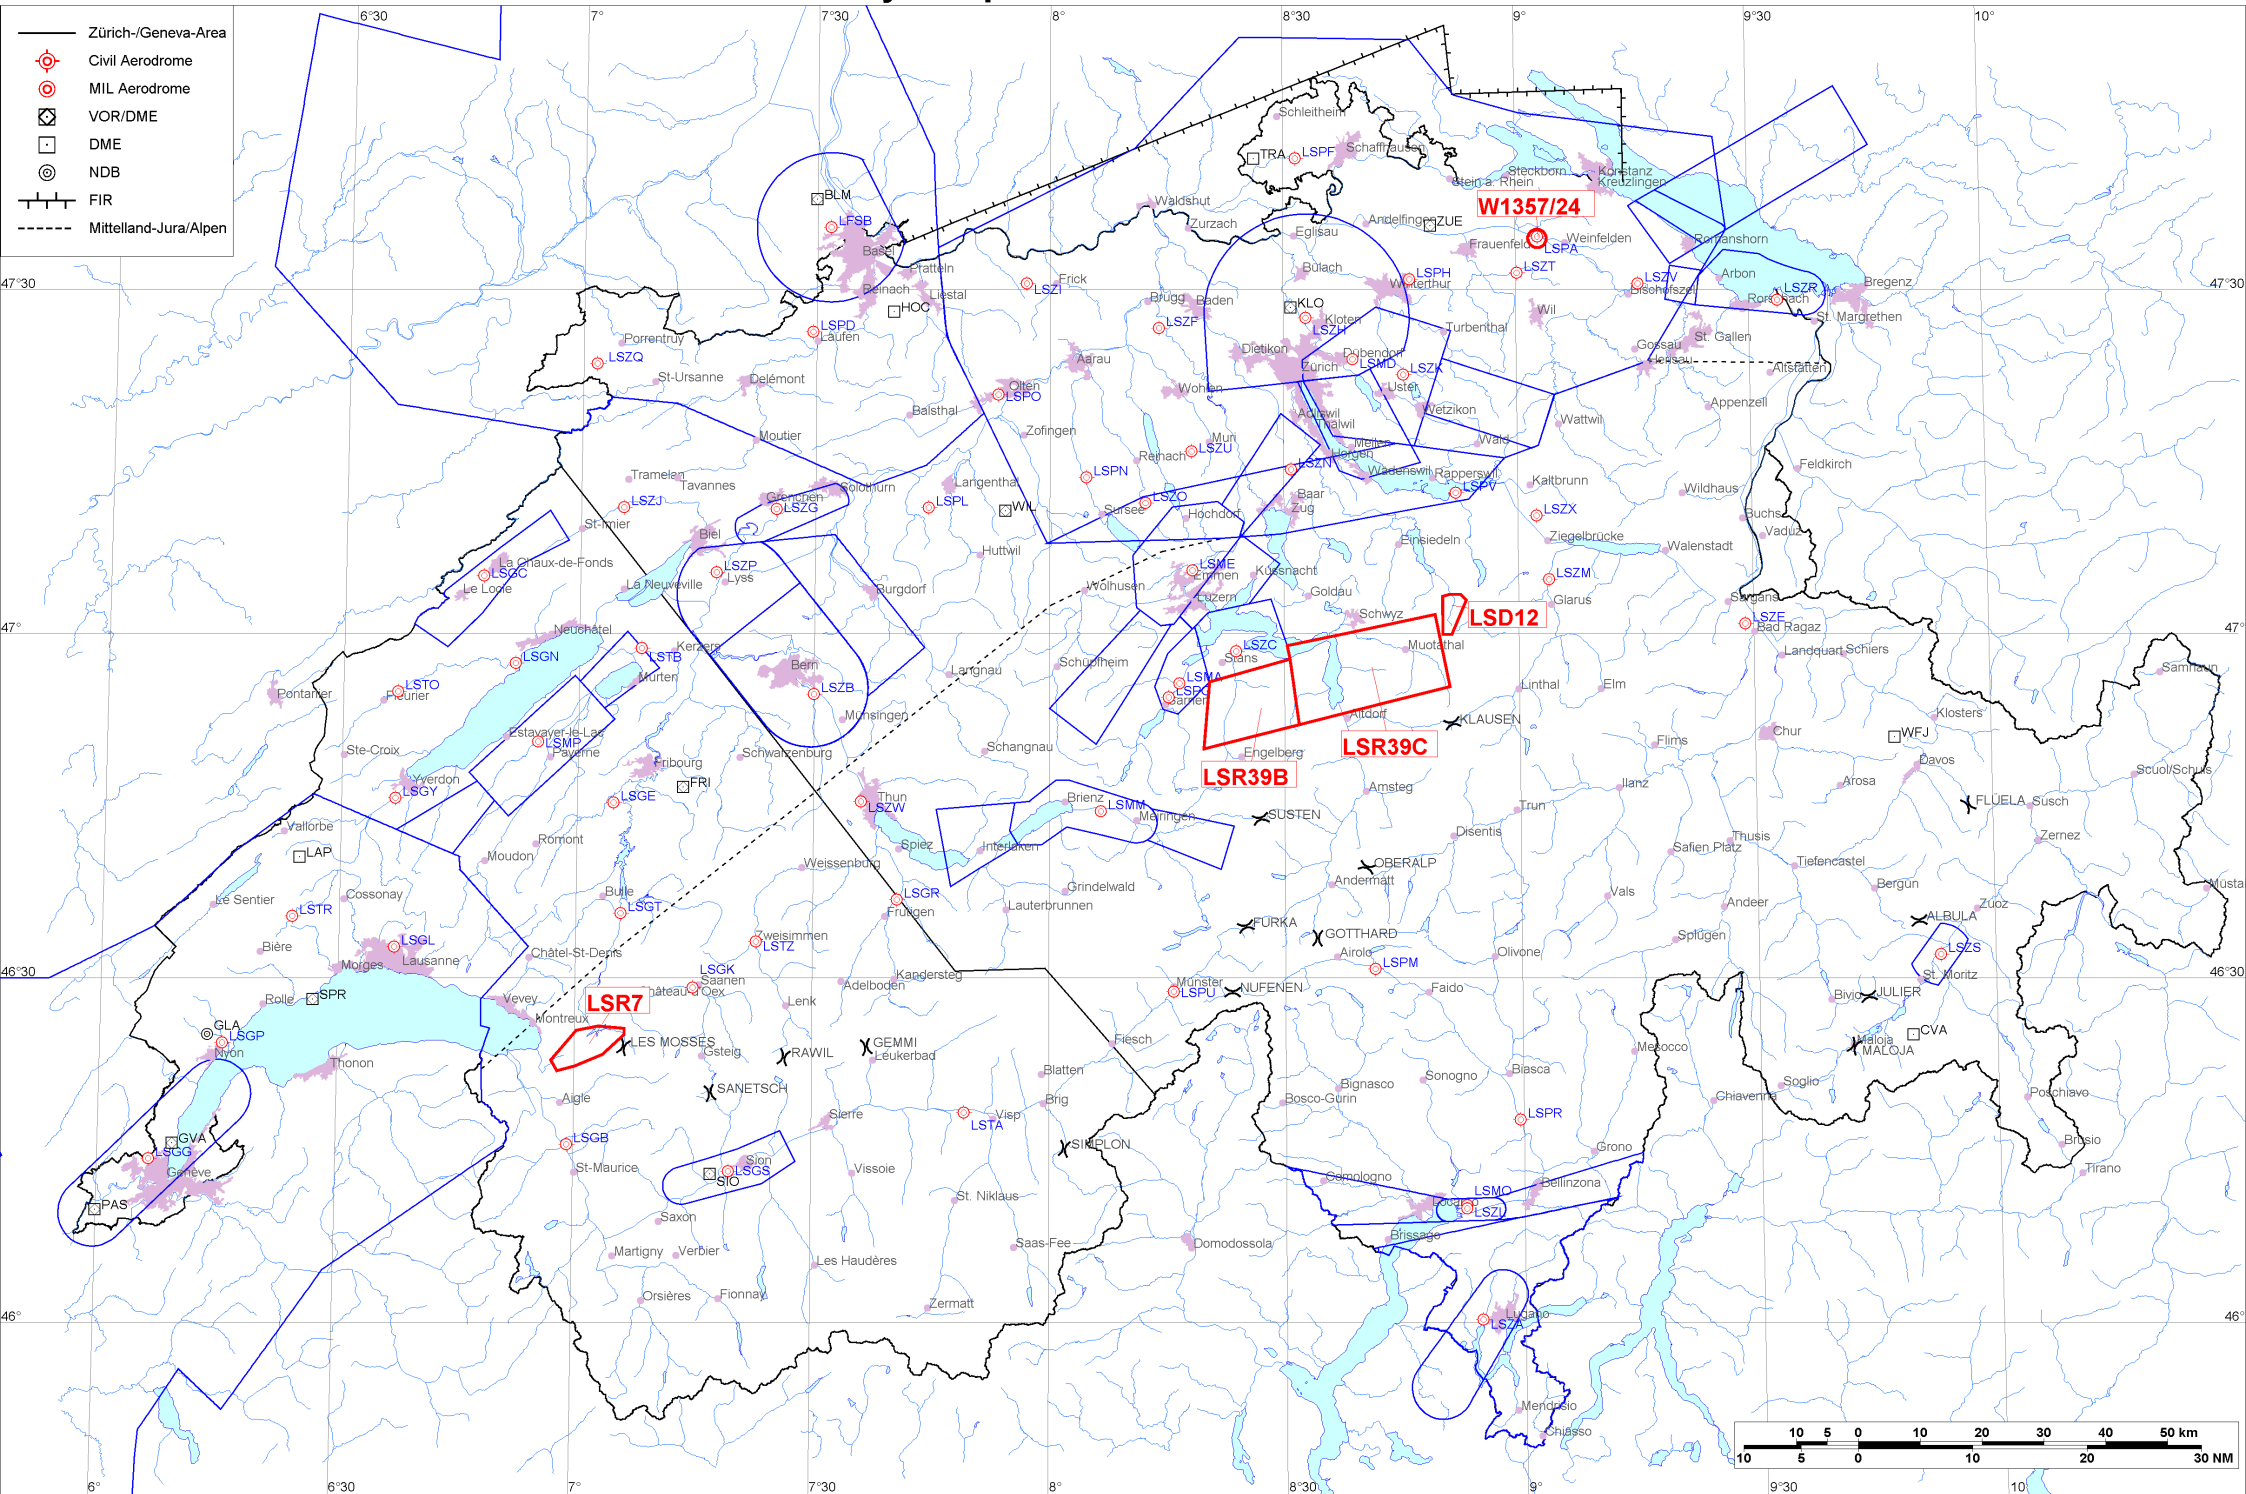 6°30
7°
7°30
8°
8°30
9°
9°30
10°
Zürich-/Geneva-Area
Civil Aerodrome
MIL Aerodrome
VOR/DME
DME
NDB
FIR
Mittelland-Jura/Alpen
Schleitheim
TRA
LSPF
Schaffhausen
Steckborn
Konstanz
Stein a. Rhein
Kreuzlingen
BLM
Waldshut
W1357/24
LFSB
Zurzach
Eglisau
Andelfingen
ZUE
Basel
Frauenfeld
LSPA
Weinfelden
Romanshorn
Pratteln
Frick
Bülach
LSPH
LSZT
LSZV
Arbon
47°30
Reinach
Liestal
LSZI
Winterthur
Bischofszell
LSZR
Bregenz
47°30
HOC
Brugg
Baden
KLO
Kloten
Rorschach
LSPD
LSZF
LSZH
Turbenthal
Wil
St. Margrethen
Porrentruy
Laufen
Aarau
Dietikon
Dübendorf
St. Gallen
LSZQ
Zürich
LSMD
Gossau
Herisau
St-Ursanne
Delémont
Olten
LSPO
Wohlen
LSZK
Uster
Altstätten
Balsthal
Adliswil
Wetzikon
Appenzell
Moutier
Zofingen
Thalwil
Wattwil
Muri
LSZU
Meilen
Wald
Reinach
Horgen
Tramelan
Tavannes
LSPN
LSZN
Wädenswil
Rapperswil
Kaltbrunn
Feldkirch
Grenchen
Solothurn
Langenthal
Baar
LSPV
Wildhaus
LSZJ
LSZG
LSPL
WIL
LSZO
Sursee
Hochdorf
Zug
LSZX
Buchs
St-Imier
Biel
Einsiedeln
Ziegelbrücke
Vaduz
Huttwil
Walenstadt
La Chaux-de-Fonds
LSGC
LSZP
Lyss
LSME
Emmen
Küssnacht
LSZM
Le Locle
La Neuveville
Burgdorf
Wolhusen
Luzern
Goldau
Glarus
Sargans
Schwyz
LSD12
LSZE
Neuchâtel
47°
Bad Ragaz
47°
LSGN
LSTB
Kerzers
LSZC
Muotathal
Landquart
Schiers
Bern
Langnau
Schüpfheim
Stans
Samnaun
Murten
LSZB
LSMA
LSPG
Sarnen
Linthal
Elm
Pontarlier
LSTO
Fleurier
Münsingen
Altdorf
KLAUSEN
Klosters
Estavayer-le-Lac
LSMP
Payerne
Schangnau
Engelberg
LSR39C
Flims
Chur
WFJ
Ste-Croix
Schwarzenburg
LSR39B
Davos
Fribourg
Scuol/Schuls
Yverdon
LSGY
LSGE
FRI
Thun
LSZW
Brienz
LSMM
Meiringen
Amsteg
Ilanz
Arosa
FLUELA
Susch
SUSTEN
Trun
Vallorbe
Romont
Disentis
Thusis
Zernez
LAP
Moudon
Spiez
Interlaken
Safien Platz
Tiefencastel
Weissenburg
OBERALP
Cossonay
Bulle
LSGR
Grindelwald
Andermatt
Vals
Bergün
Müsta
Le Sentier
LSTR
LSGT
Frutigen
Lauterbrunnen
Andeer
Zuoz
FURKA
ALBULA
GOTTHARD
LSGL
Zweisimmen
LSTZ
Splügen
Bière
Châtel-St-Denis
Airolo
Olivone
LSZS
Morges
Lausanne
LSPM
46°30
LSGK
Saanen
Kandersteg
St. Moritz
46°30
Rolle
SPR
Vevey
LSR7
Château-d'Oex
Adelboden
Münster
LSPU
NUFENEN
Faido
Bivio
JULIER
Lenk
Montreux
GLA
LSGP
LES MOSSES
GEMMI
Fiesch
CVA
Nyon
Gsteig
RAWIL
Leukerbad
Mesocco
Maloja
MALOJA
Thonon
Blatten
Biasca
Sonogno
SANETSCH
Bignasco
Soglio
Aigle
Brig
Bosco-Gurin
Chiavenna
Poschiavo
Sierre
Visp
LSTA
LSPR
GVA
LSGB
SIMPLON
Brusio
LSGG
Sion
LSGS
Grono
Genève
St-Maurice
SIO
Vissoie
Comologno
Tirano
PAS
St. Niklaus
LSMO
Bellinzona
Locarno
LSZL
Saxon
Brissago
Martigny
Verbier
Saas-Fee
Domodossola
Les Haudères
Orsières
Fionnay
Zermatt
46°
Lugano
LSZA
46°
Mendrisio
Chiasso
10 5 0 10 20 30 40 50 km
10 5 0 10 20 30 NM
6°
6°30
7°
7°30
8°
8°30
9°
9°30
10°